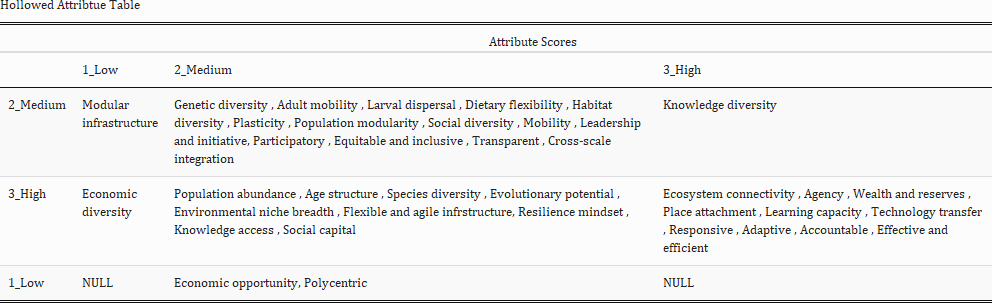 Hollowed Attribtue Table
Attribute Scores
1_Low 2_Medium 3_High
2_Medium Modular infrastructure Genetic diversity , Adult mobility , Larval dispersal , Dietary flexibility , Habitat Knowledge diversity
diversity , Plasticity , Population modularity , Social diversity , Mobility , Leadership
and initiative, Participatory , Equitable and inclusive , Transparent , Cross-scale
integration
3_High Economic diversity Population abundance , Age structure , Species diversity , Evolutionary potential ,
Environmental niche breadth , Flexible and agile infrstructure, Resilience mindset ,
Knowledge access , Social capital
Ecosystem connectivity , Agency , Wealth and reserves ,
Place attachment , Learning capacity , Technology transfer
, Responsive , Adaptive , Accountable , Effective and
efficient
1_Low NULL Economic opportunity, Polycentric NULL